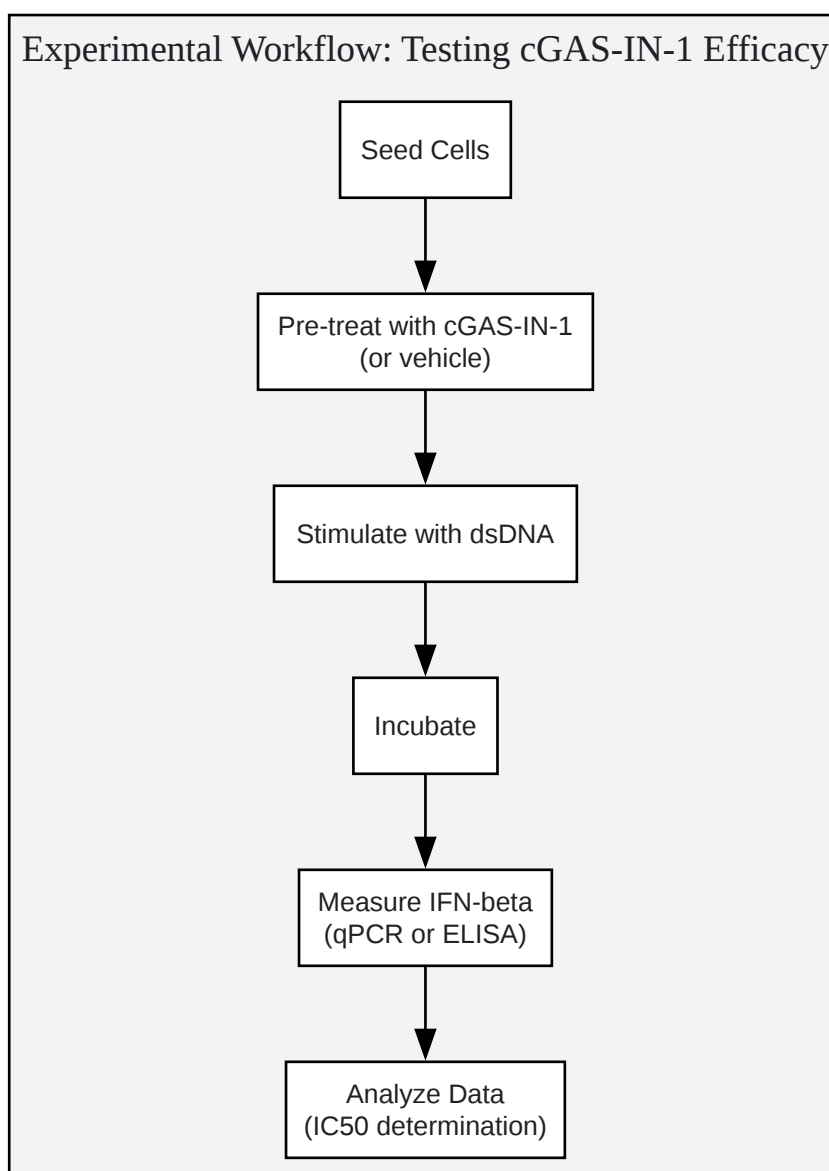 Experimental Workflow: Testing cGAS-IN-1 Efficacy
Seed Cells
Pre-treat with cGAS-IN-1
(or vehicle)
Stimulate with dsDNA
Incubate
Measure IFN-beta
(qPCR or ELISA)
Analyze Data
(IC50 determination)